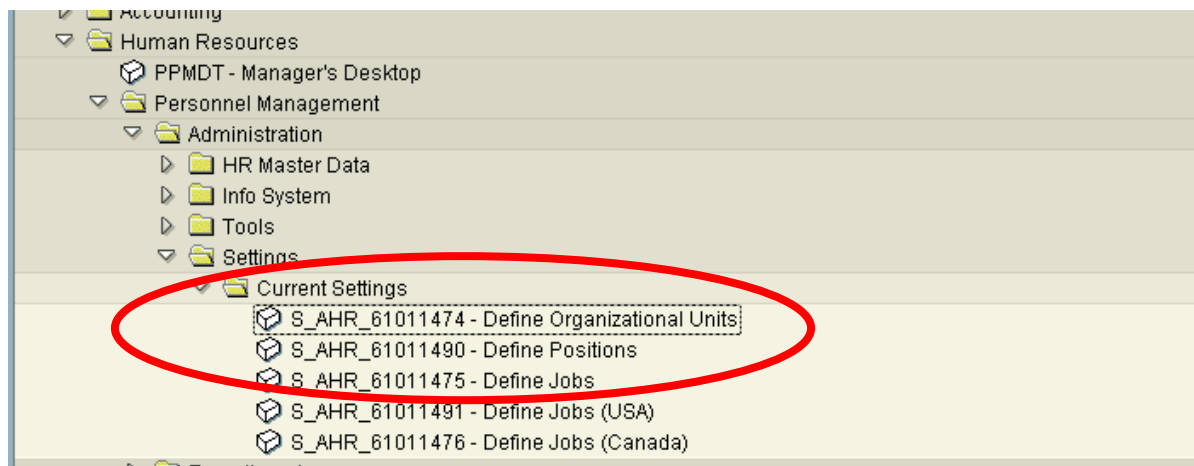 Accounting
Human Resources
PPMDT - Manager's Desktop
Personnel Management
Administration
HR Master Data
Info System
Tools
Settings
Current Settings
S_AHR_61011474 - Define Organizational Units
S_AHR_61011490 - Define Positions
S_AHR_61011475 - Define Jobs
S_AHR_61011491 - Define Jobs (USA)
S_AHR_61011476 - Define Jobs (Canada)